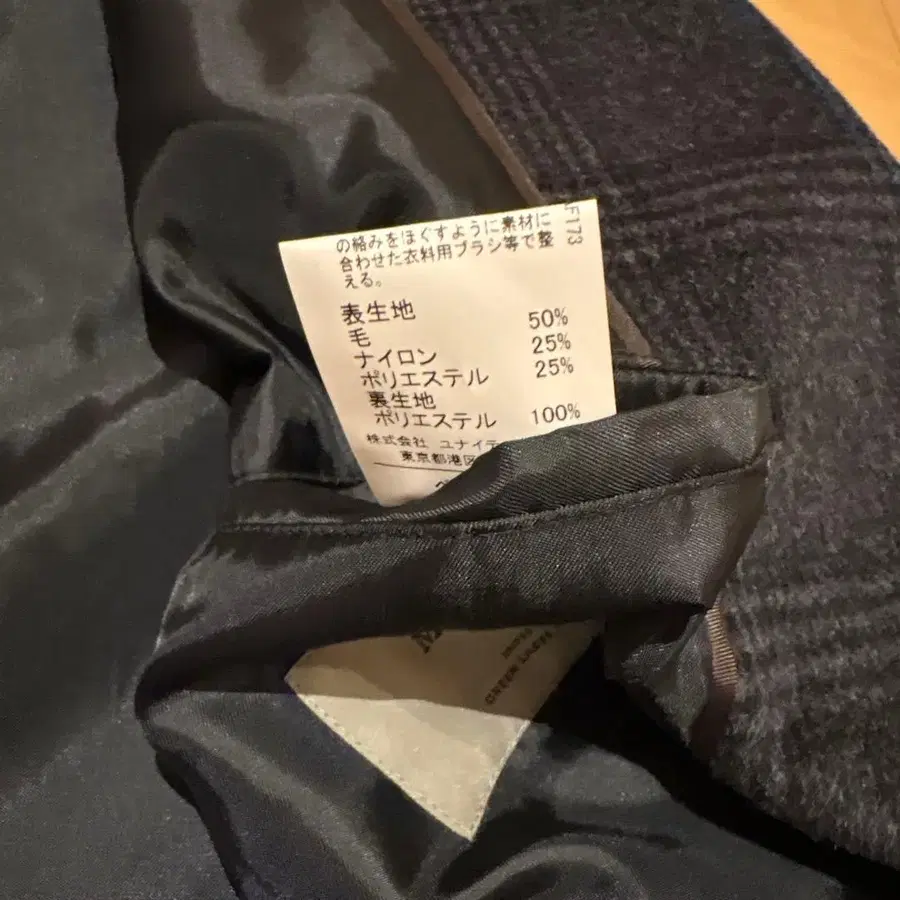 の絡みをほぐすように素材に
合わせた衣料用ブラシ等で整
える。
F173
表生地
毛 50%
ナイロン 25%
ポリエステル 25%
裏生地
ポリエステル 100%
株式会社 ユナイテ
東京都港区
M
GREEN